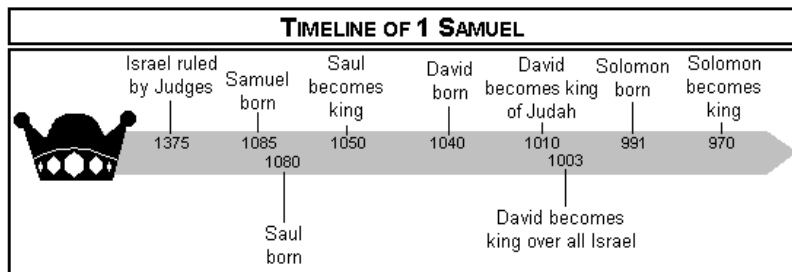 TIMELINE OF 1 SAMUEL
Israel ruled
by Judges
Samuel
born
Saul
becomes
king
David
born
David
becomes king
of Judah
Solomon
born
Solomon
becomes
king
1375
1085
1050
1040
1010
991
970
1080
1003
Saul
born
David becomes
king over all Israel